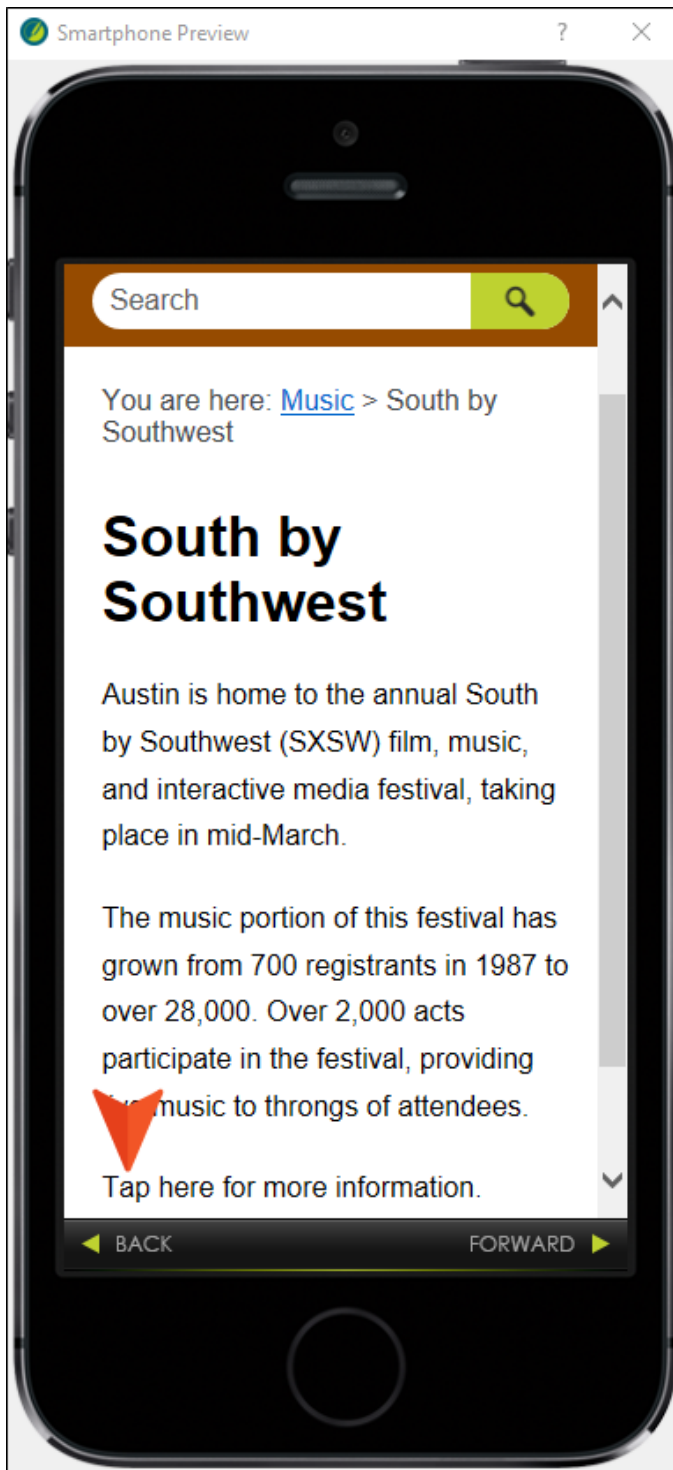 Smartphone Preview ? ×
Search
You are here: Music > South by
Southwest
South by
Southwest
Austin is home to the annual South
by Southwest (SXSW) film, music,
and interactive media festival, taking
place in mid-March.
The music portion of this festival has
grown from 700 registrants in 1987 to
over 28,000. Over 2,000 acts
participate in the festival, providing
music to throngs of attendees.
Tap here for more information.
BACK FORWARD